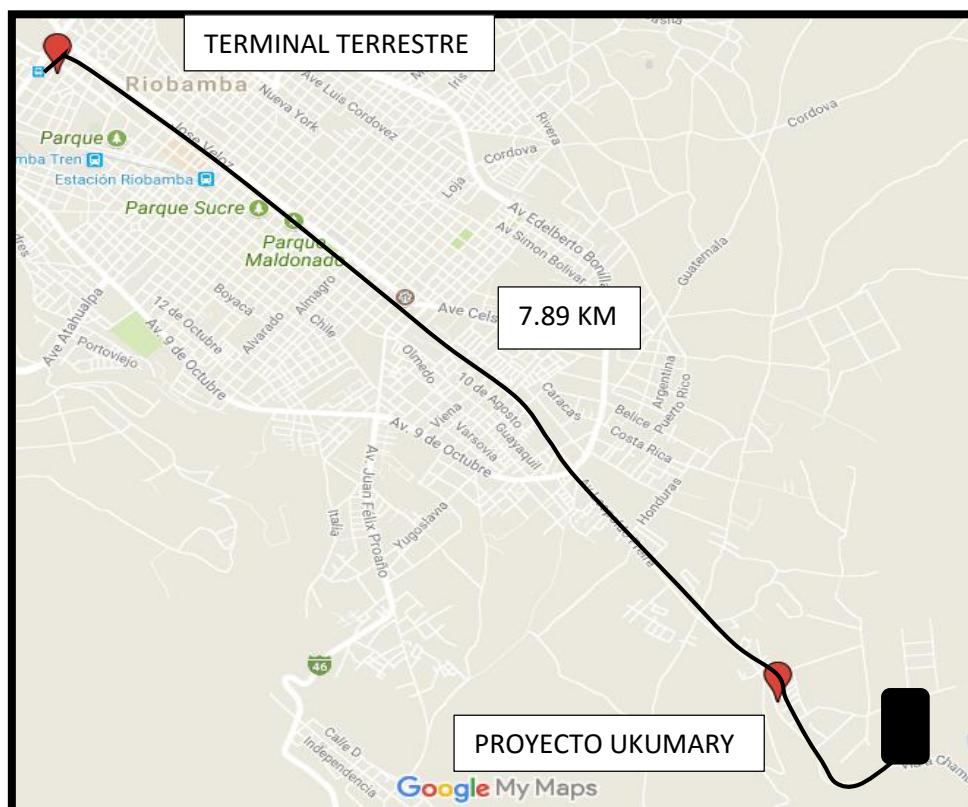 TERMINAL TERRESTRE
Riobamba
Ave Luis Cordovez
Iris
Nueva York
Rivera
Cordova
Jose Veloz
Parque
Cordova
mba Tren
Estación Riobamba
Loja
Parque Sucre
Av Edelberto Bonilla
Av Simon Bolivar
Parque
Maldonado
Guatemala
Ave Atahualpa
12 de Octubre
Boyacá
Almagro
Ave Cels
7.89 KM
Portoviejo
Av. 9 de Octubre
Alvarado
Chile
Olmedo
10 de Agosto
Caracas
Argentina
Puerto Rico
Viena
Varsovia
Guayaquil
Belice
Costa Rica
Av. 9 de Octubre
Av. Juan Félix Proaño
Honduras
Italia
Yugoslavia
46
PROYECTO UKUMARY
Calle D
Independencia
Google My Maps